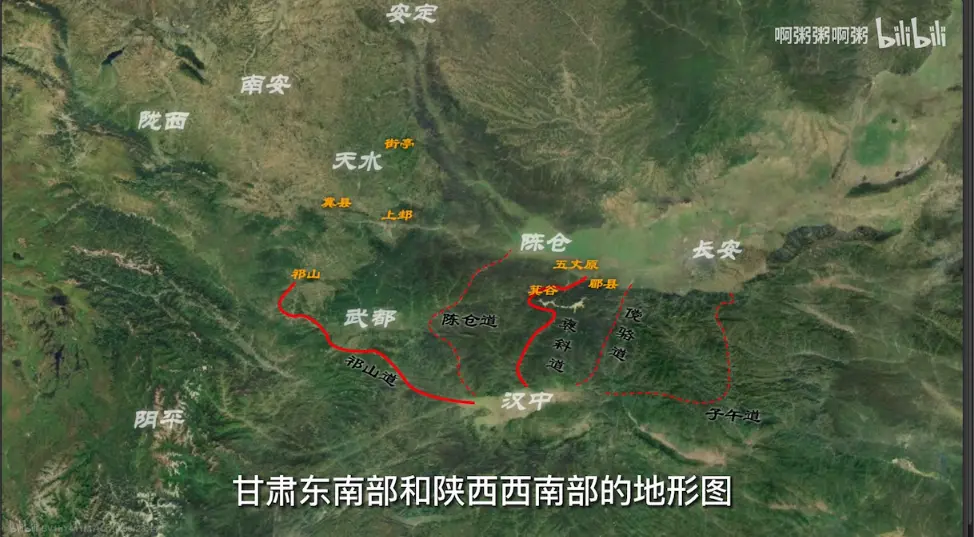 安定
啊粥粥啊粥 bilibili
南安
陇西
街亭
天水
冀县
上邽
陈仓
长安
五丈原
祁山
箕谷
郿县
武都
陈仓道
褒科道
傥骆道
祁山道
汉中
阴平
子午道
甘肃东南部和陕西西南部的地形图